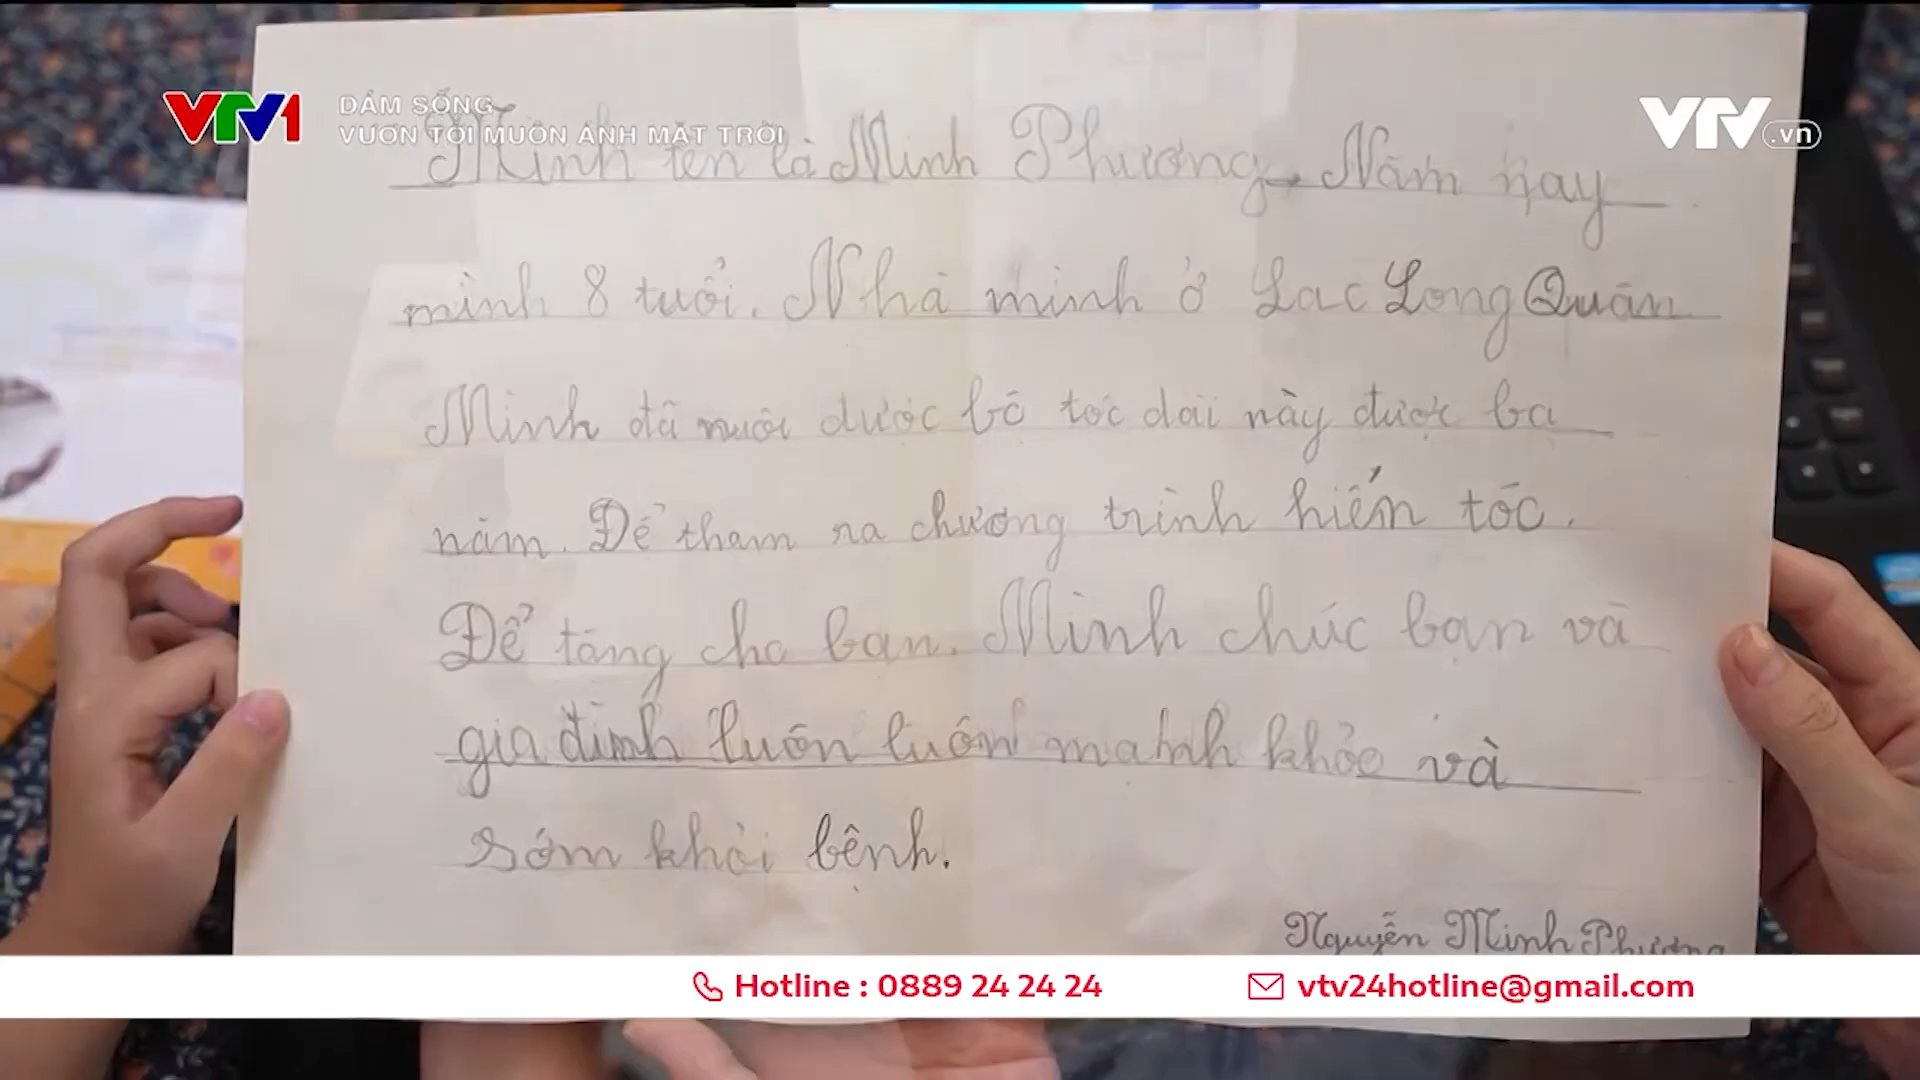 VTV1
DÁM SỐNG
VƯƠN TỚI MUÔN ÁNH MẶT TRỜI
VTV.vn
Mình tên là Minh Phương. Năm nay
mình 8 tuổi. Nhà mình ở Lạc Long Quân
Mình đã nuôi được bộ tóc dài này được ba
năm. Để tham ra chương trình hiến tóc.
Để tặng cho bạn. Mình chúc bạn và
gia đình luôn luôn mạnh khỏe và
sớm khỏi bệnh.
Nguyễn Minh Phương
Hotline : 0889 24 24 24
vtv24hotline@gmail.com